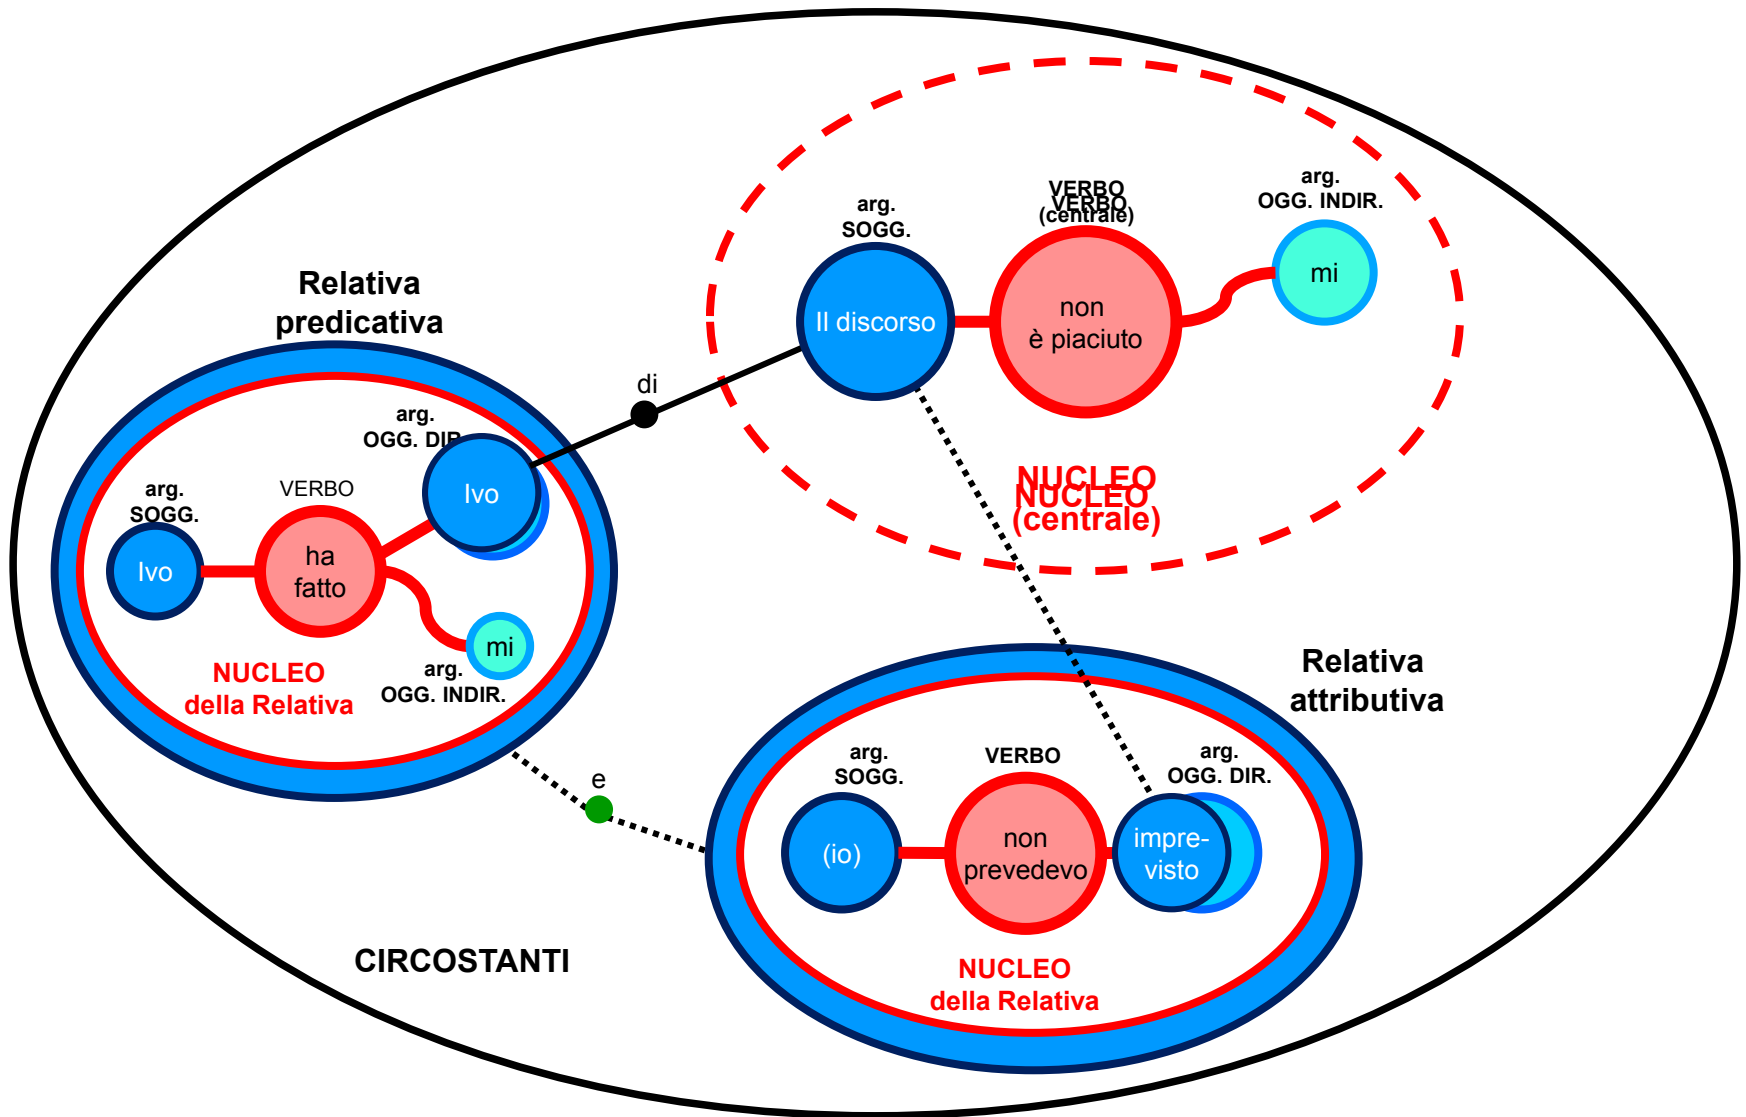 VERBO
VERBO
(centrale)
arg.
OGG. INDIR.
arg.
SOGG.
Il discorso
non
è piaciuto
mi
NUCLEO
NUCLEO
(centrale)
Relativa
predicativa
di
arg.
OGG. DIR.
Ivo
arg.
SOGG.
VERBO
Ivo
ha
fatto
mi
arg.
OGG. INDIR.
NUCLEO
della Relativa
e
Relativa
attributiva
arg.
SOGG.
VERBO
arg.
OGG. DIR.
(io)
non
prevedevo
impre-
visto
NUCLEO
della Relativa
CIRCOSTANTI